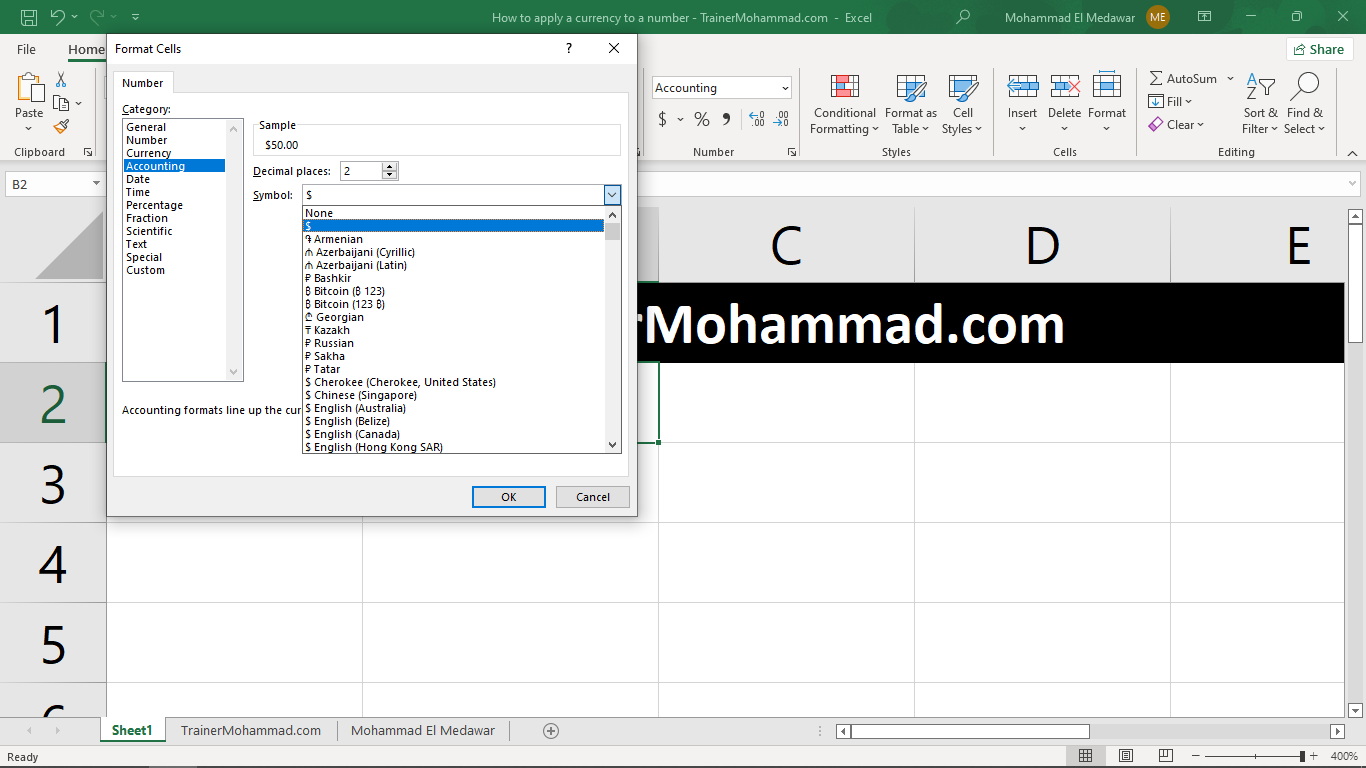 How to apply a currency to a number - TrainerMohammad.com - Excel
Mohammad El Medawar
ME
File
Home
Share
Format Cells
?
Number
Category:
General
Number
Currency
Accounting
Date
Time
Percentage
Fraction
Scientific
Text
Special
Custom
Sample
$50.00
Decimal places: 2
Symbol: $
None
$
֏ Armenian
₼ Azerbaijani (Cyrillic)
₼ Azerbaijani (Latin)
₽ Bashkir
₿ Bitcoin (₿ 123)
₿ Bitcoin (123 ₿)
₾ Georgian
₸ Kazakh
₽ Russian
₽ Sakha
₽ Tatar
$ Cherokee (Cherokee, United States)
$ Chinese (Singapore)
$ English (Australia)
$ English (Belize)
$ English (Canada)
$ English (Hong Kong SAR)
Accounting formats line up the cur
OK
Cancel
Paste
Clipboard
Accounting
$ % , .00 .00
Number
Conditional Formatting
Format as Table
Cell Styles
Styles
Insert
Delete
Format
Cells
AutoSum
Fill
Clear
Sort & Filter
Find & Select
Editing
B2
C D E
1
rMohammad.com
2
3
4
5
6
Sheet1
TrainerMohammad.com
Mohammad El Medawar
Ready
400%